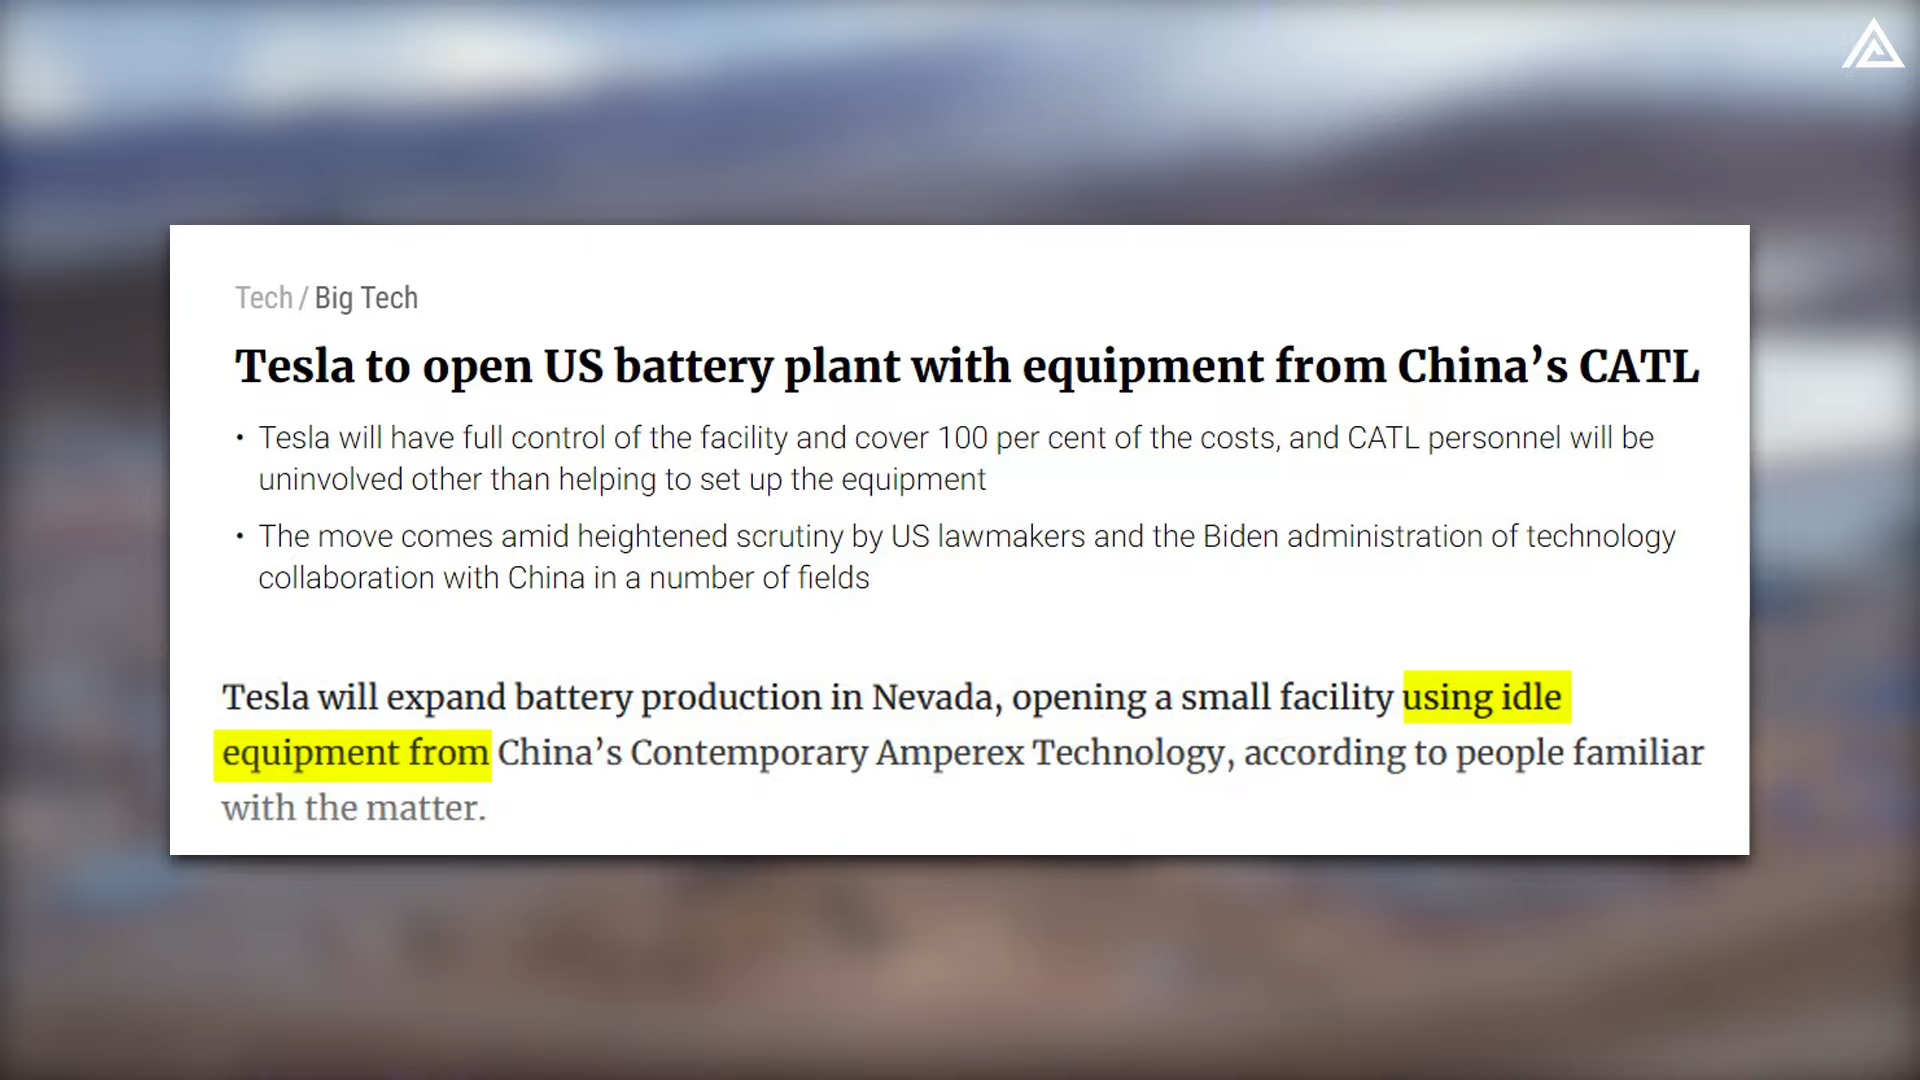 Tech / Big Tech
Tesla to open US battery plant with equipment from China’s CATL
• Tesla will have full control of the facility and cover 100 per cent of the costs, and CATL personnel will be
uninvolved other than helping to set up the equipment
• The move comes amid heightened scrutiny by US lawmakers and the Biden administration of technology
collaboration with China in a number of fields
Tesla will expand battery production in Nevada, opening a small facility using idle
equipment from China’s Contemporary Amperex Technology, according to people familiar
with the matter.